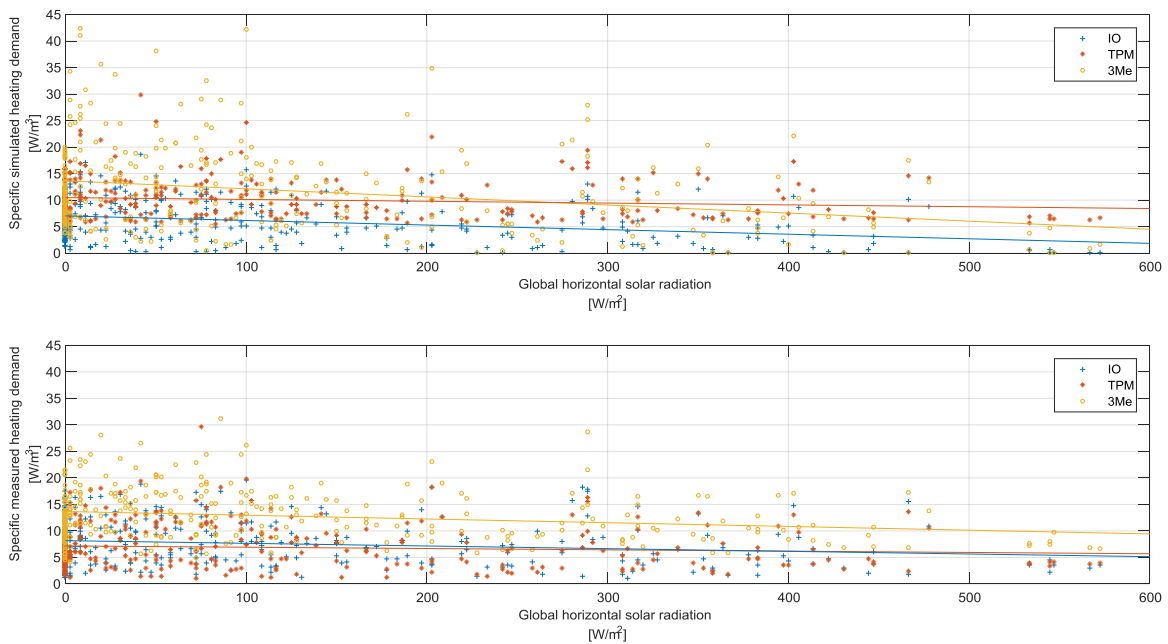 Specific simulated heating demand
[W/m³]
45
40
35
30
25
20
15
10
5
0
0
100
200
300
400
500
600
Global horizontal solar radiation
[W/m²]
IO
TPM
3Me
Specific measured heating demand
[W/m³]
45
40
35
30
25
20
15
10
5
0
0
100
200
300
400
500
600
Global horizontal solar radiation
[W/m²]
IO
TPM
3Me